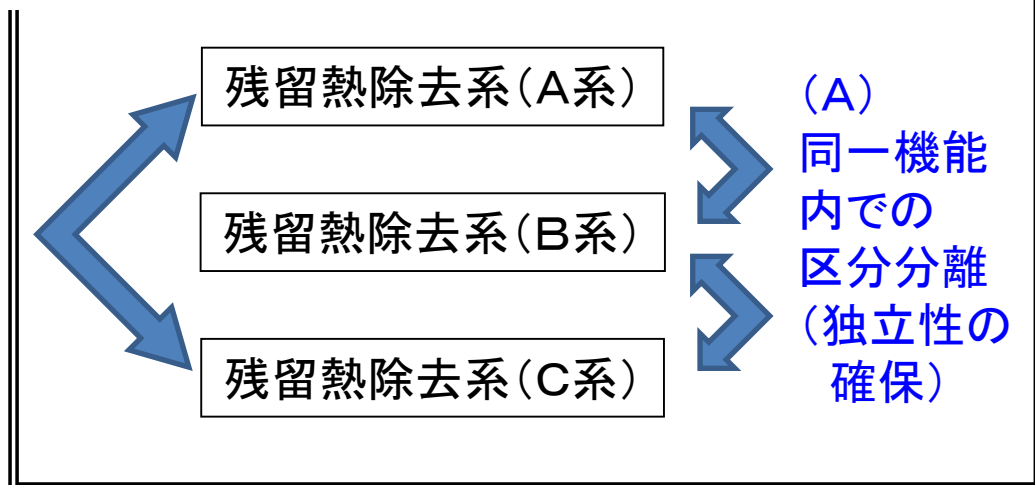 残留熱除去系(A系)
残留熱除去系(B系)
残留熱除去系(C系)
(A)
同一機能
内での
区分分離
(独立性の
確保)